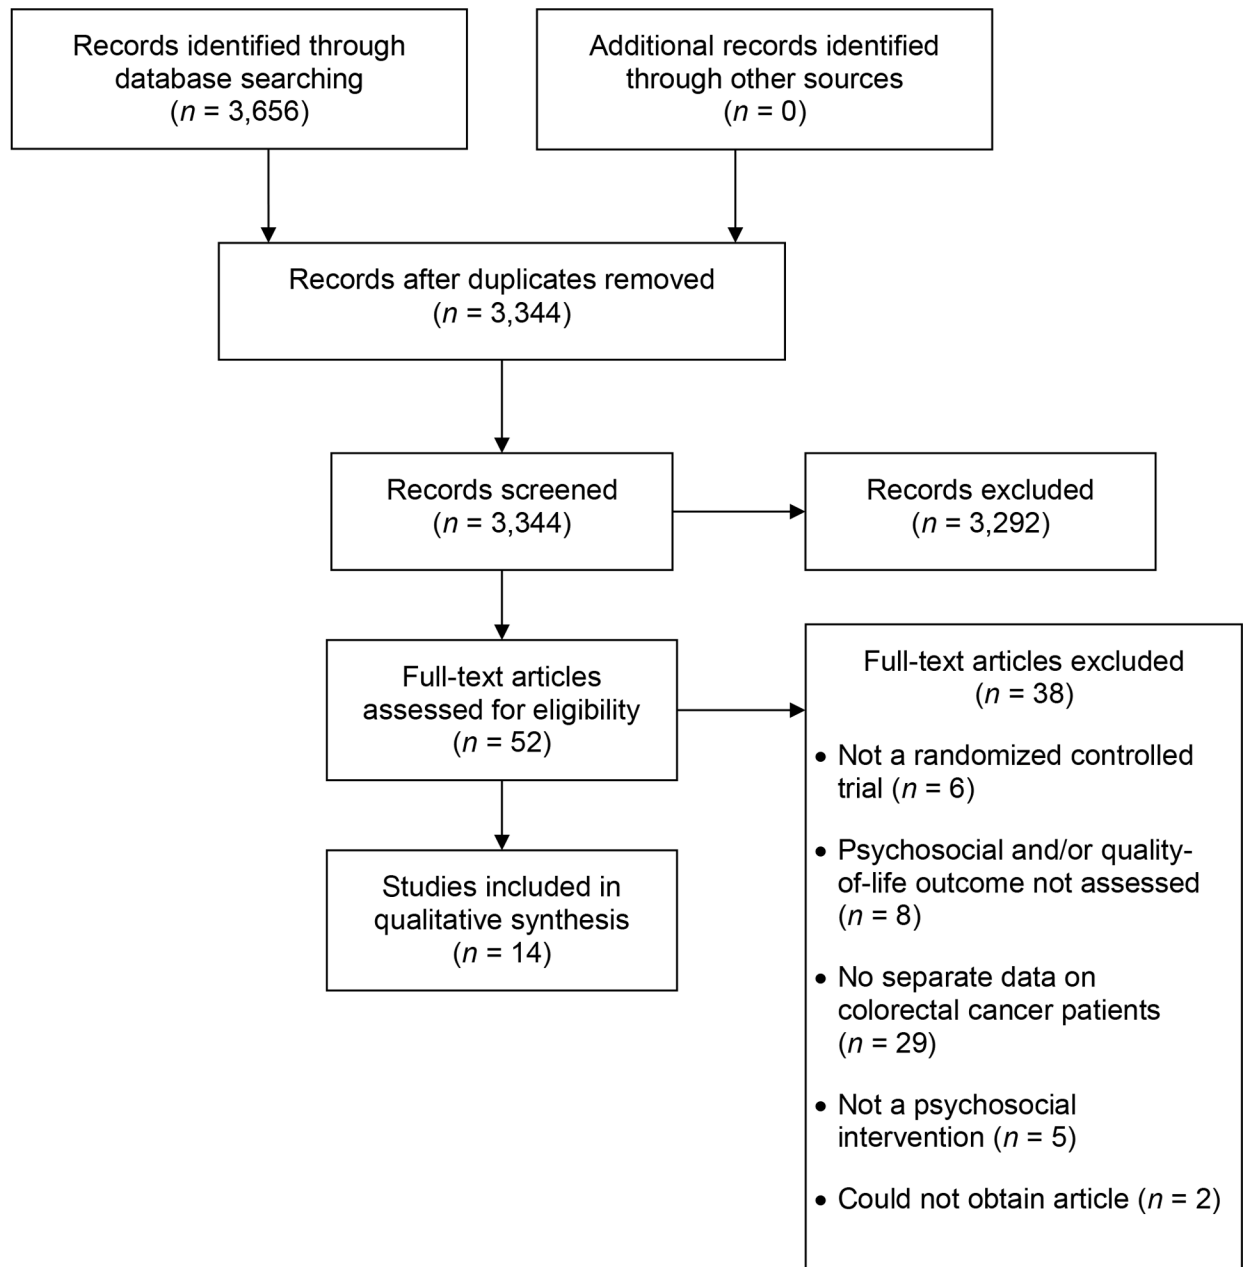 Records identified through
database searching
(n = 3,656)
Additional records identified
through other sources
(n = 0)
Records after duplicates removed
(n = 3,344)
Records screened
(n = 3,344)
Records excluded
(n = 3,292)
Full-text articles
assessed for eligibility
(n = 52)
Full-text articles excluded
(n = 38)
• Not a randomized controlled
trial (n = 6)
• Psychosocial and/or quality-
of-life outcome not assessed
(n = 8)
• No separate data on
colorectal cancer patients
(n = 29)
• Not a psychosocial
intervention (n = 5)
• Could not obtain article (n = 2)
Studies included in
qualitative synthesis
(n = 14)